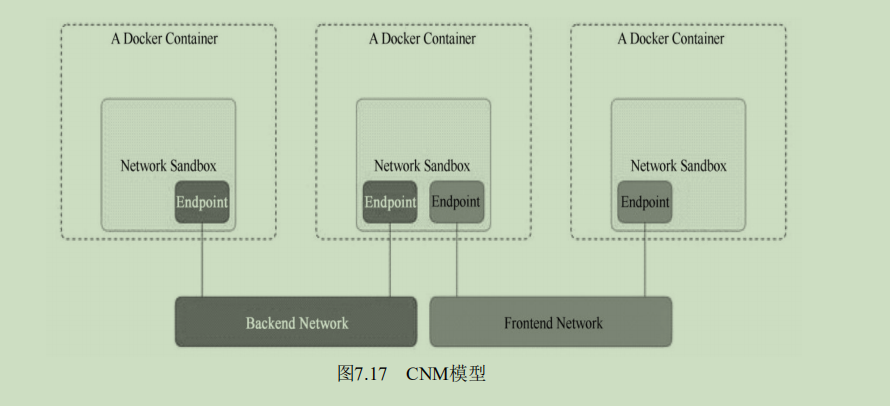 A Docker Container
A Docker Container
A Docker Container
Network Sandbox
Network Sandbox
Network Sandbox
Endpoint
Endpoint
Endpoint
Endpoint
Backend Network
Frontend Network
图7.17 CNM模型